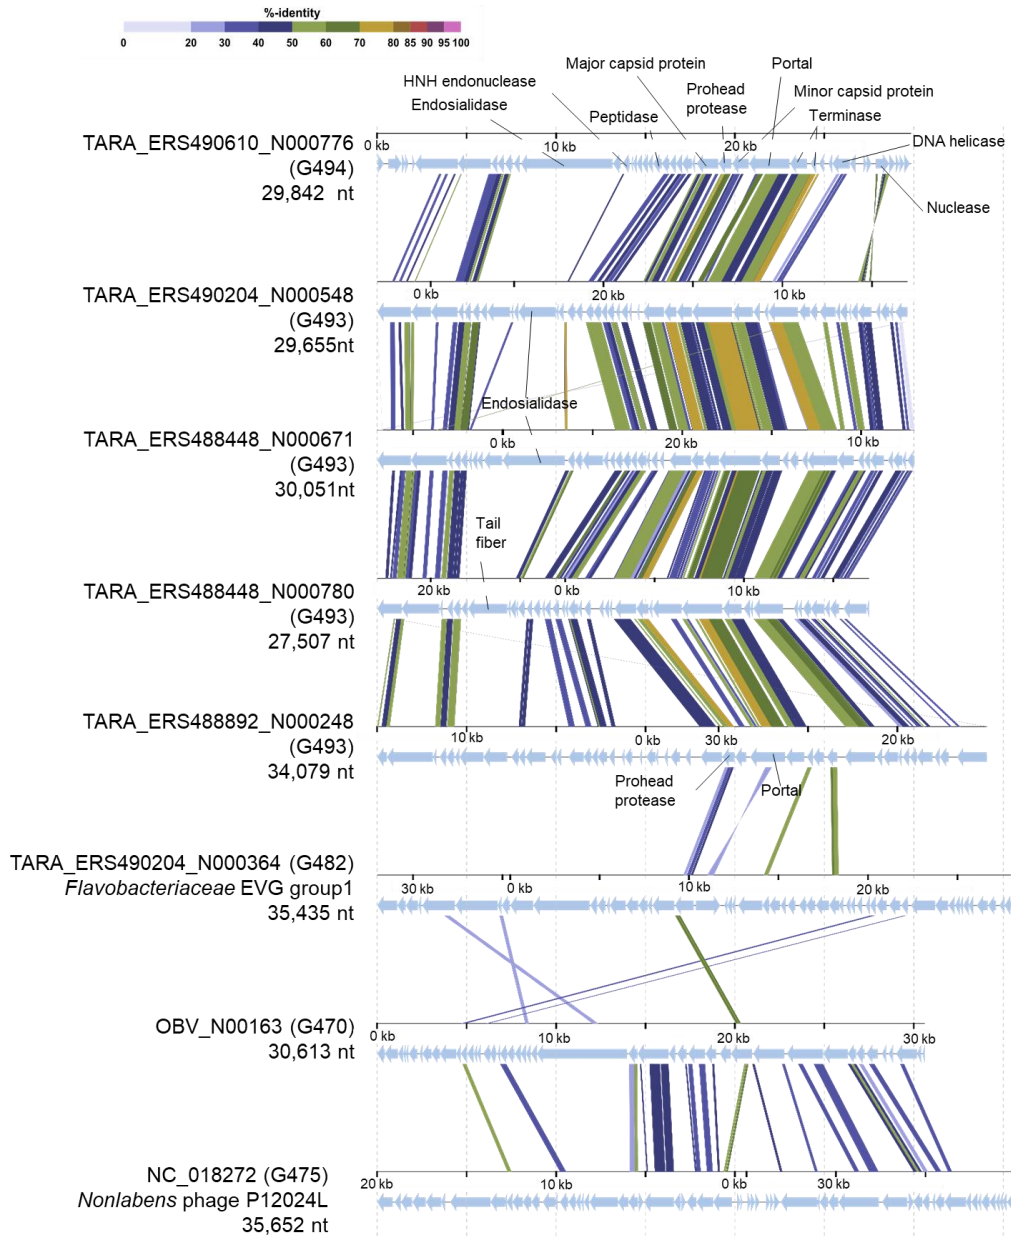 %-identity
0 20 30 40 50 60 70 80 85 90 95 100
Major capsid protein
Portal
HNH endonuclease
Prohead
protease
Minor capsid protein
Endosialidase
Peptidase
Terminase
TARA_ERS490610_N000776
(G494)
29,842 nt
0 kb 10 kb 20 kb
DNA helicase
Nuclease
TARA_ERS490204_N000548
(G493)
29,655nt
0 kb 20 kb 10 kb
Endosialidase
TARA_ERS488448_N000671
(G493)
30,051nt
0 kb 20 kb 10 kb
Tail
fiber
TARA_ERS488448_N000780
(G493)
27,507 nt
20 kb 0 kb 10 kb
TARA_ERS488892_N000248
(G493)
34,079 nt
10 kb 0 kb 30 kb 20 kb
Prohead
protease
Portal
TARA_ERS490204_N000364 (G482)
Flavobacteriaceae EVG group1
35,435 nt
30 kb 0 kb 10 kb 20 kb
OBV_N00163 (G470)
30,613 nt
0 kb 10 kb 20 kb 30 kb
NC_018272 (G475)
Nonlabens phage P12024L
35,652 nt
20 kb 10 kb 0 kb 30kb